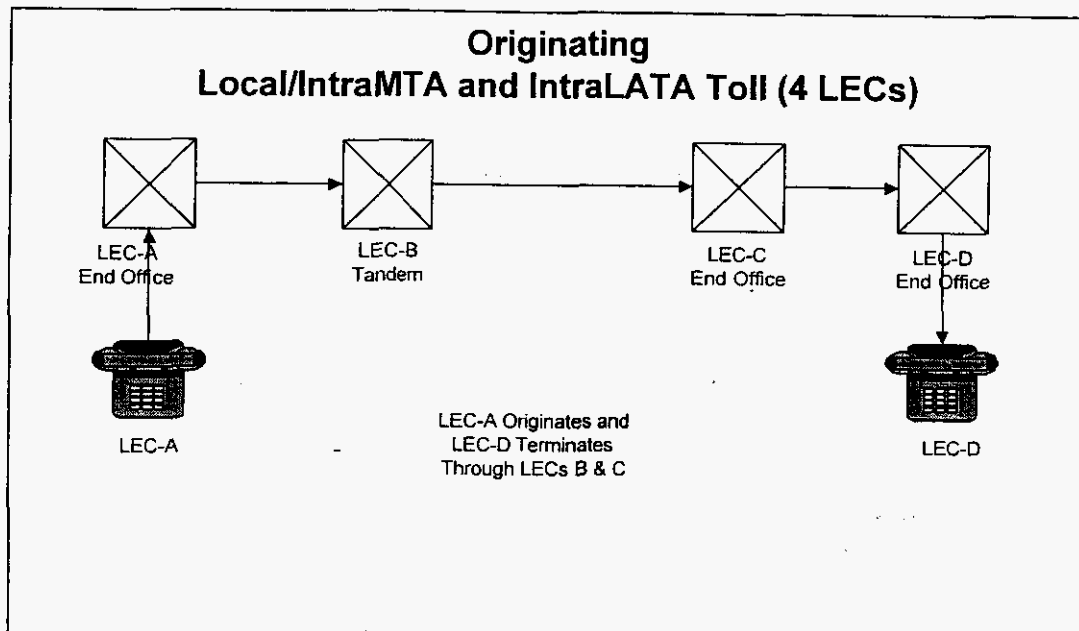 Originating
Local/IntraMTA and IntraLATA Toll (4 LECs)
LEC-A
End Office
LEC-B
Tandem
LEC-C
End Office
LEC-D
End Office
LEC-A
LEC-A Originates and
LEC-D Terminates
Through LECs B & C
LEC-D